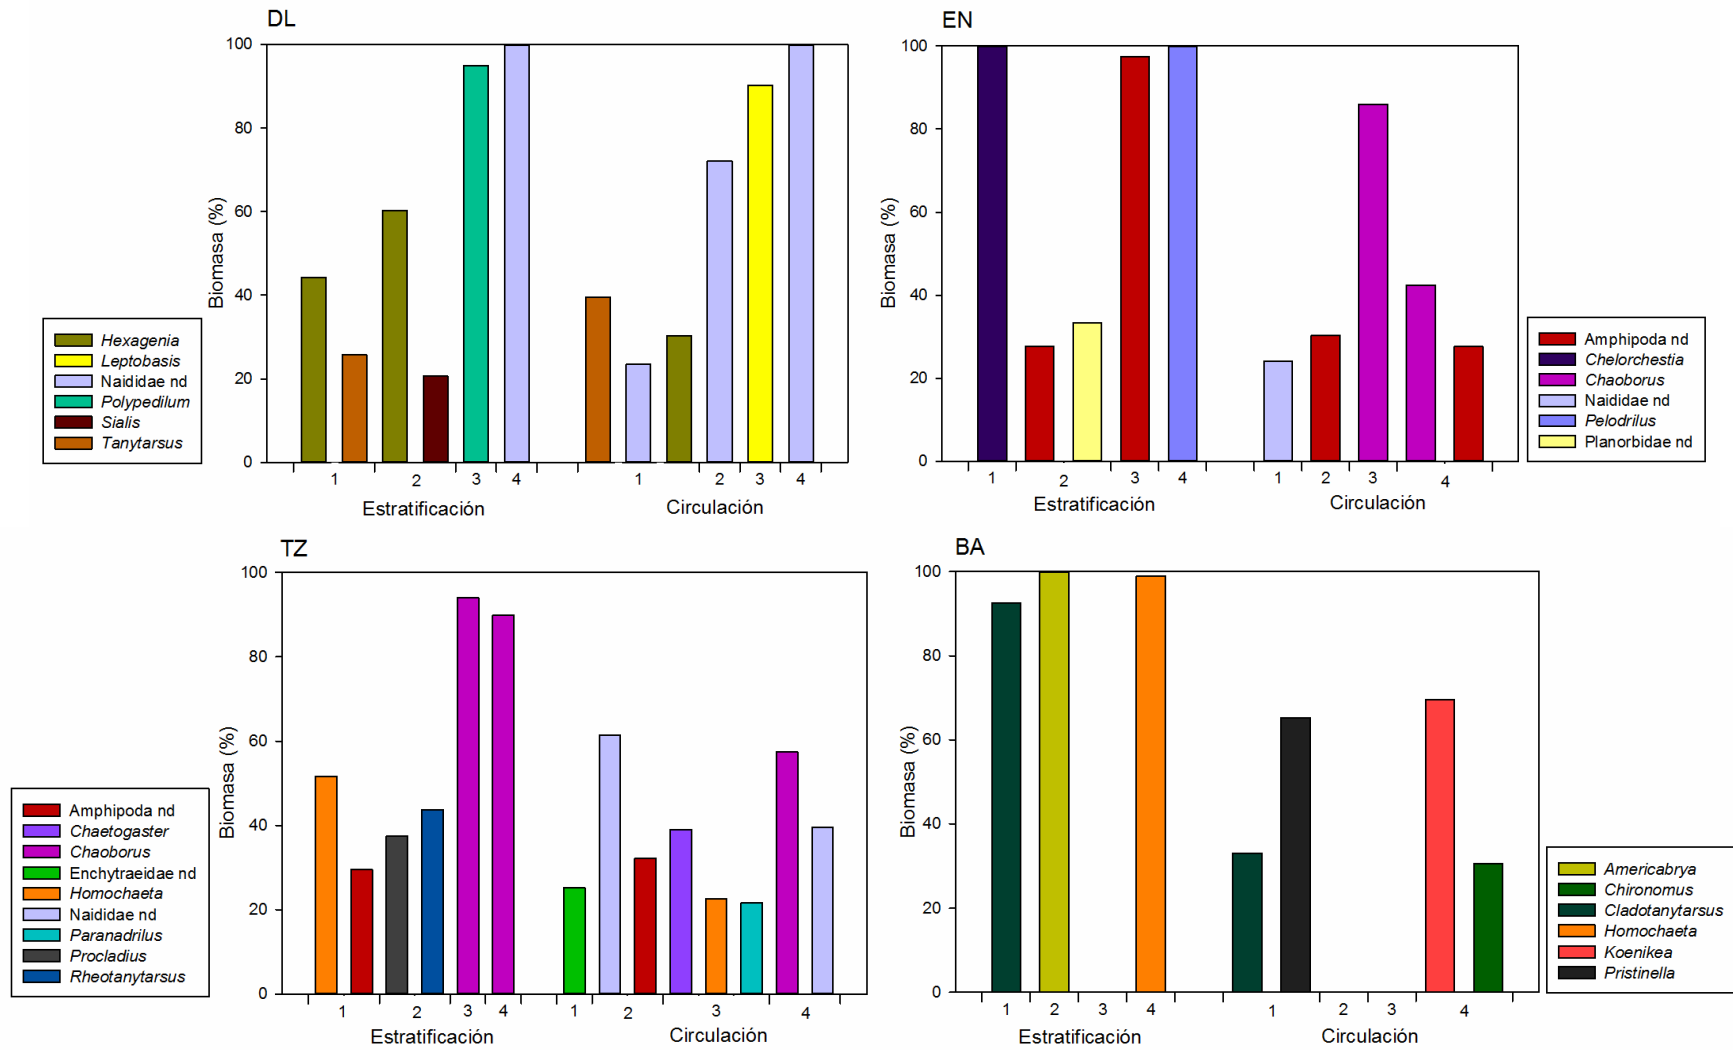 DL
100
80
60
40
20
0
Biomasa (%)
1 2 3 4 1 2 3 4
Estratificación Circulación
Hexagenia
Leptobasis
Naididae nd
Polypedilum
Sialis
Tanytarsus
EN
100
80
60
40
20
0
Biomasa (%)
1 2 3 4 1 2 3 4
Estratificación Circulación
Amphipoda nd
Chelorchestia
Chaoborus
Naididae nd
Pelodrilus
Planorbidae nd
TZ
100
80
60
40
20
0
Biomasa (%)
1 2 3 4 1 2 3 4
Estratificación Circulación
Amphipoda nd
Chaetogaster
Chaoborus
Enchytraeidae nd
Homochaeta
Naididae nd
Paranadrilus
Procladius
Rheotanytarsus
BA
100
80
60
40
20
0
Biomasa (%)
1 2 3 4 1 2 3 4
Estratificación Circulación
Americabrya
Chironomus
Cladotanytarsus
Homochaeta
Koenikea
Pristinella